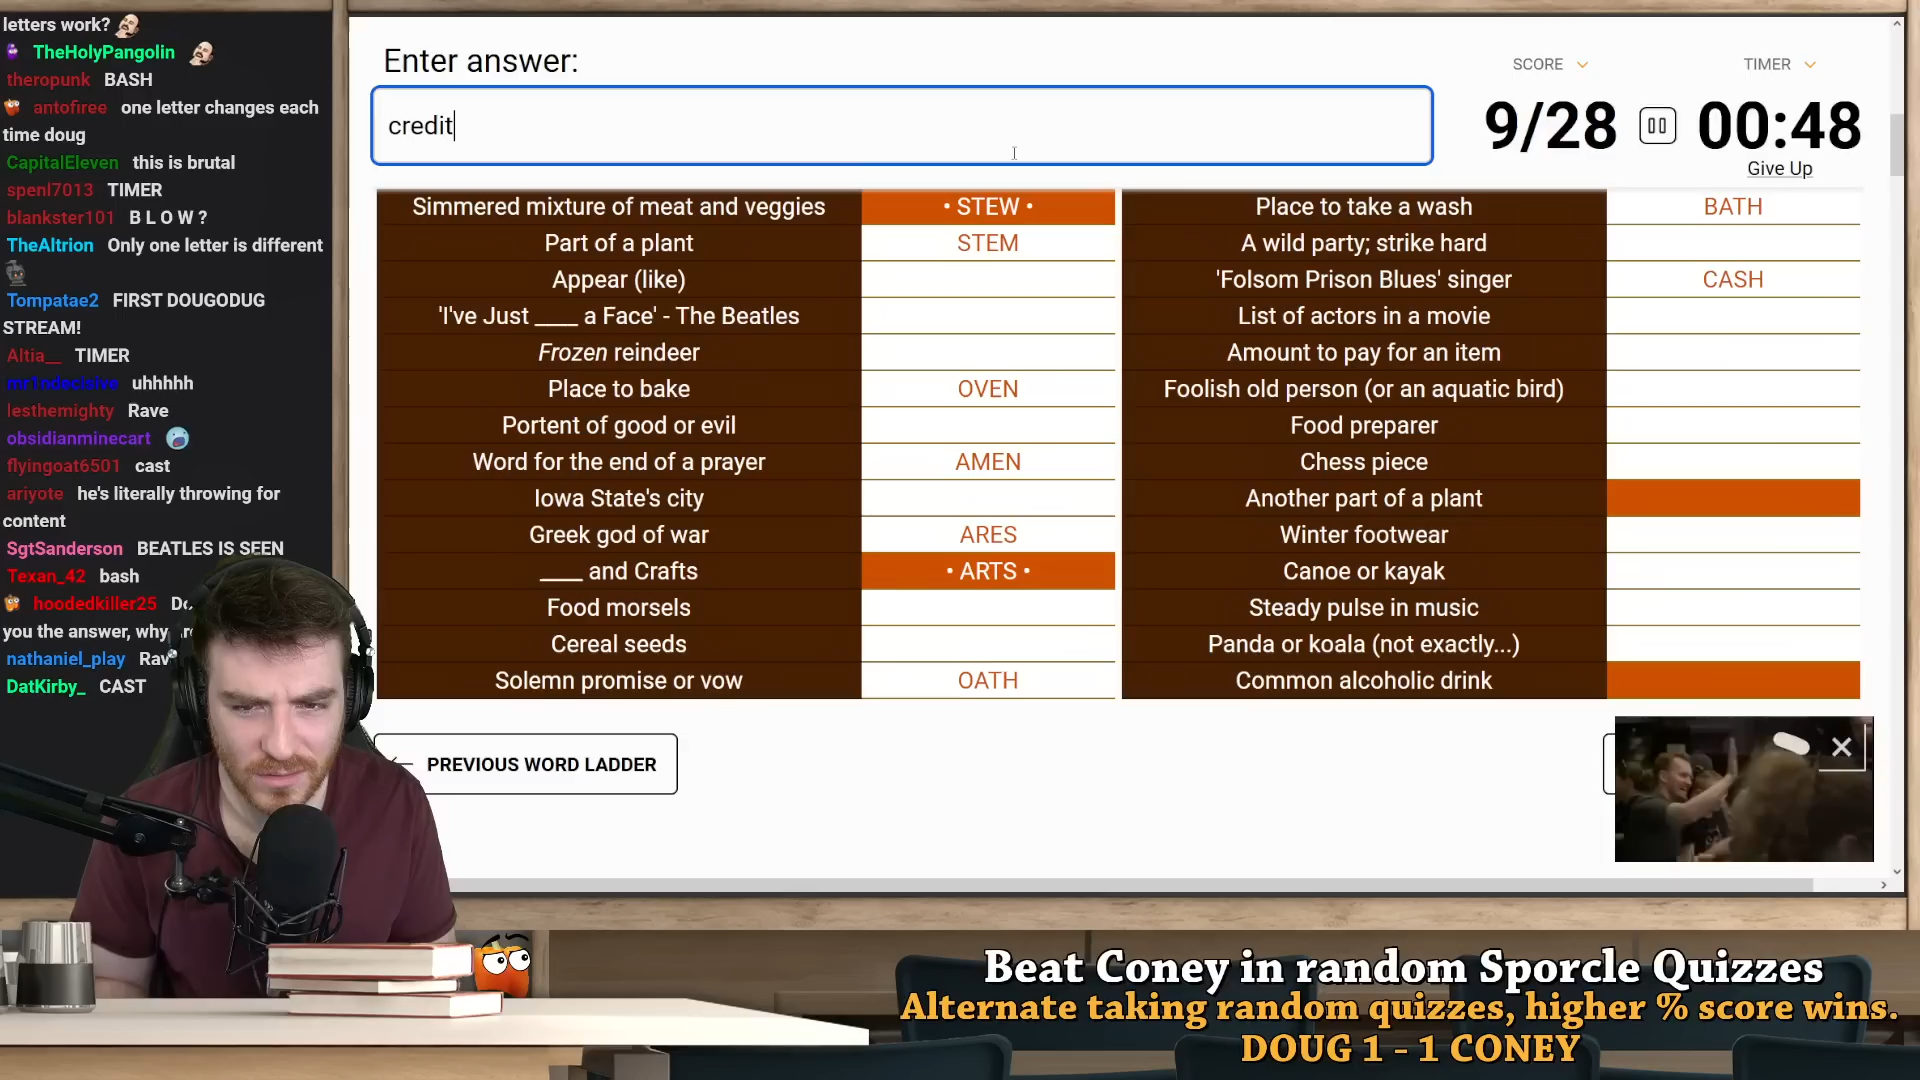 letters work?
TheHolyPangolin
theropunk BASH
antofiree one letter changes each
time doug
CapitalEleven this is brutal
spenl7013 TIMER
blankster101 B L O W ?
TheAltrion Only one letter is different
Tompatae2 FIRST DOUGODUG
STREAM!
Altia__ TIMER
mr1ndecisive uhhhhh
lesthemighty Rave
obsidianminecart
flyingoat6501 cast
ariyote he's literally throwing for
content
SgtSanderson BEATLES IS SEEN
Texan_42 bash
hoodedkiller25
you the answer, why
nathaniel_play
DatKirby_ CAST
Enter answer:
credit
SCORE
9/28
TIMER
00:48
Give Up
Simmered mixture of meat and veggies • STEW •
Part of a plant STEM
Appear (like)
'I've Just ____ a Face' - The Beatles
Frozen reindeer
Place to bake OVEN
Portent of good or evil
Word for the end of a prayer AMEN
Iowa State's city
Greek god of war ARES
____ and Crafts • ARTS •
Food morsels
Cereal seeds
Solemn promise or vow OATH
Place to take a wash BATH
A wild party; strike hard
'Folsom Prison Blues' singer CASH
List of actors in a movie
Amount to pay for an item
Foolish old person (or an aquatic bird)
Food preparer
Chess piece
Another part of a plant
Winter footwear
Canoe or kayak
Steady pulse in music
Panda or koala (not exactly...)
Common alcoholic drink
← PREVIOUS WORD LADDER
Beat Coney in random Sporcle Quizzes
Alternate taking random quizzes, higher % score wins.
DOUG 1 - 1 CONEY